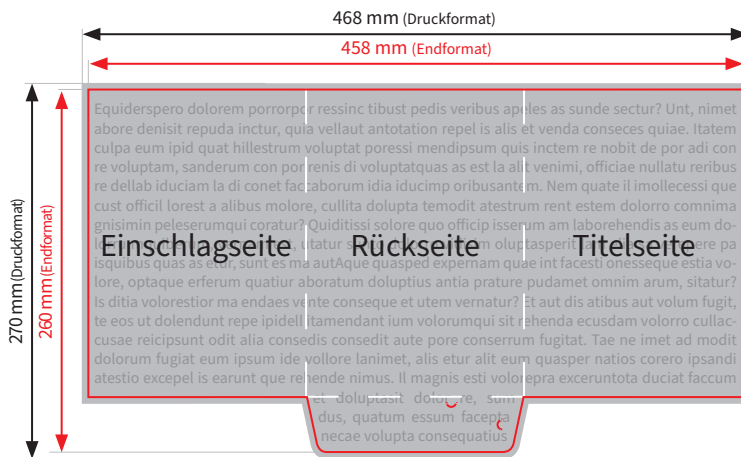 468 mm (Druckformat)
458 mm (Endformat)
270 mm (Druckformat)
260 mm (Endformat)
Equiderspero dolorem porrorpor ressinc tibust pedis veribus apeles as sunde sectur? Unt, nimet
abore denisit repuda inctur, quia vellaut antotation repel is alis et venda conseces quiae. Itatem
culpa eum ipid quat hillestrum voluptat poressi mendipsum quis inctem re nobit de por adi con
re voluptam, sanderum con porrenis di voluptatquas as est la alit venimi, officiae nullatu reribus
re dellab iduciam la di conet faccaborum idia iducimp oribusantem. Nem quate il imollecessi que
cust officil lorest a alibus molore, cullita dolupta temodit atestrum rent estem dolorro comnima
gnisimin peleserumqui coratur? Quiditis dolore quo officip isserum am laborehendis as eum do-
Einschlagseite Rückseite Titelseite
isquibus quas as etur, sunt es ma autAque quasped expernam quae int facesti onesseque estia vo-
lore, optaque erferum quatiur aboratum doluptius antia prature pudamet omnim arum, sitatur?
Is ditia volorestior ma endaes vente conseque et utem vernatur? Et aut dis atibus aut volum fugit,
te eos ut dolendunt repe ipidell itamendant ium volorumqui sit rehenda ecusdam volorro cullac-
cusae reicipsunt odit alia consedis consedit aute pore conserrum fugitat. Tae ne imet ad modit
dolorum fugiat eum ipsum ide vollore lanimet, alis etur alit eum quasper natios corero ipsandi
atestio excepel is earunt que rehende nimus. Il magnis esti volorepra exceruntota duciat faccum
et doluptasit dolorere, sum
dus, quatum essum facepta
necae volupta consequatius